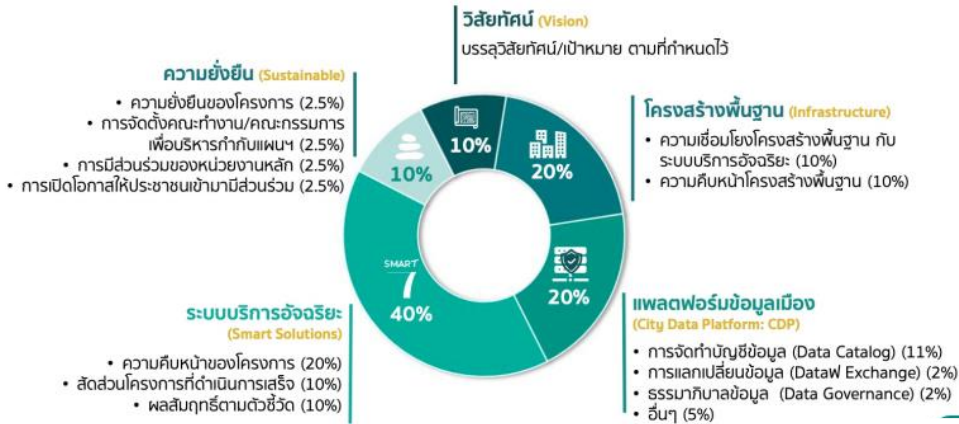 วิสัยทัศน์ (Vision)
บรรลุวิสัยทัศน์/เป้าหมาย ตามที่กำหนดไว้
ความยั่งยืน (Sustainable)
• ความยั่งยืนของโครงการ (2.5%)
• การจัดตั้งคณะทำงาน/คณะกรรมการ
เพื่อบริหารกำกับแผนฯ (2.5%)
• การมีส่วนร่วมของหน่วยงานหลัก (2.5%)
• การเปิดโอกาสให้ประชาชนเข้ามามีส่วนร่วม (2.5%)
10%
10%
20%
โครงสร้างพื้นฐาน (Infrastructure)
• ความเชื่อมโยงโครงสร้างพื้นฐาน กับ
ระบบบริการอัจฉริยะ (10%)
• ความคืบหน้าโครงสร้างพื้นฐาน (10%)
SMART
7
40%
20%
ระบบบริการอัจฉริยะ
(Smart Solutions)
• ความคืบหน้าของโครงการ (20%)
• สัดส่วนโครงการที่ดำเนินการเสร็จ (10%)
• ผลสัมฤทธิ์ตามตัวชี้วัด (10%)
แพลตฟอร์มข้อมูลเมือง
(City Data Platform: CDP)
• การจัดทำบัญชีข้อมูล (Data Catalog) (11%)
• การแลกเปลี่ยนข้อมูล (Dataฟ Exchange) (2%)
• ธรรมาภิบาลข้อมูล (Data Governance) (2%)
• อื่นๆ (5%)